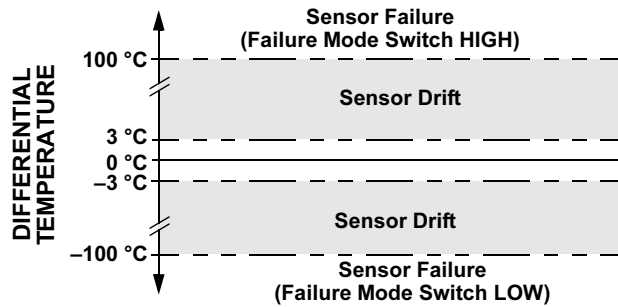 Sensor Failure
(Failure Mode Switch HIGH)
100 °C
Sensor Drift
3 °C
0 °C
–3 °C
Sensor Drift
–100 °C
Sensor Failure
(Failure Mode Switch LOW)
DIFFERENTIAL
TEMPERATURE